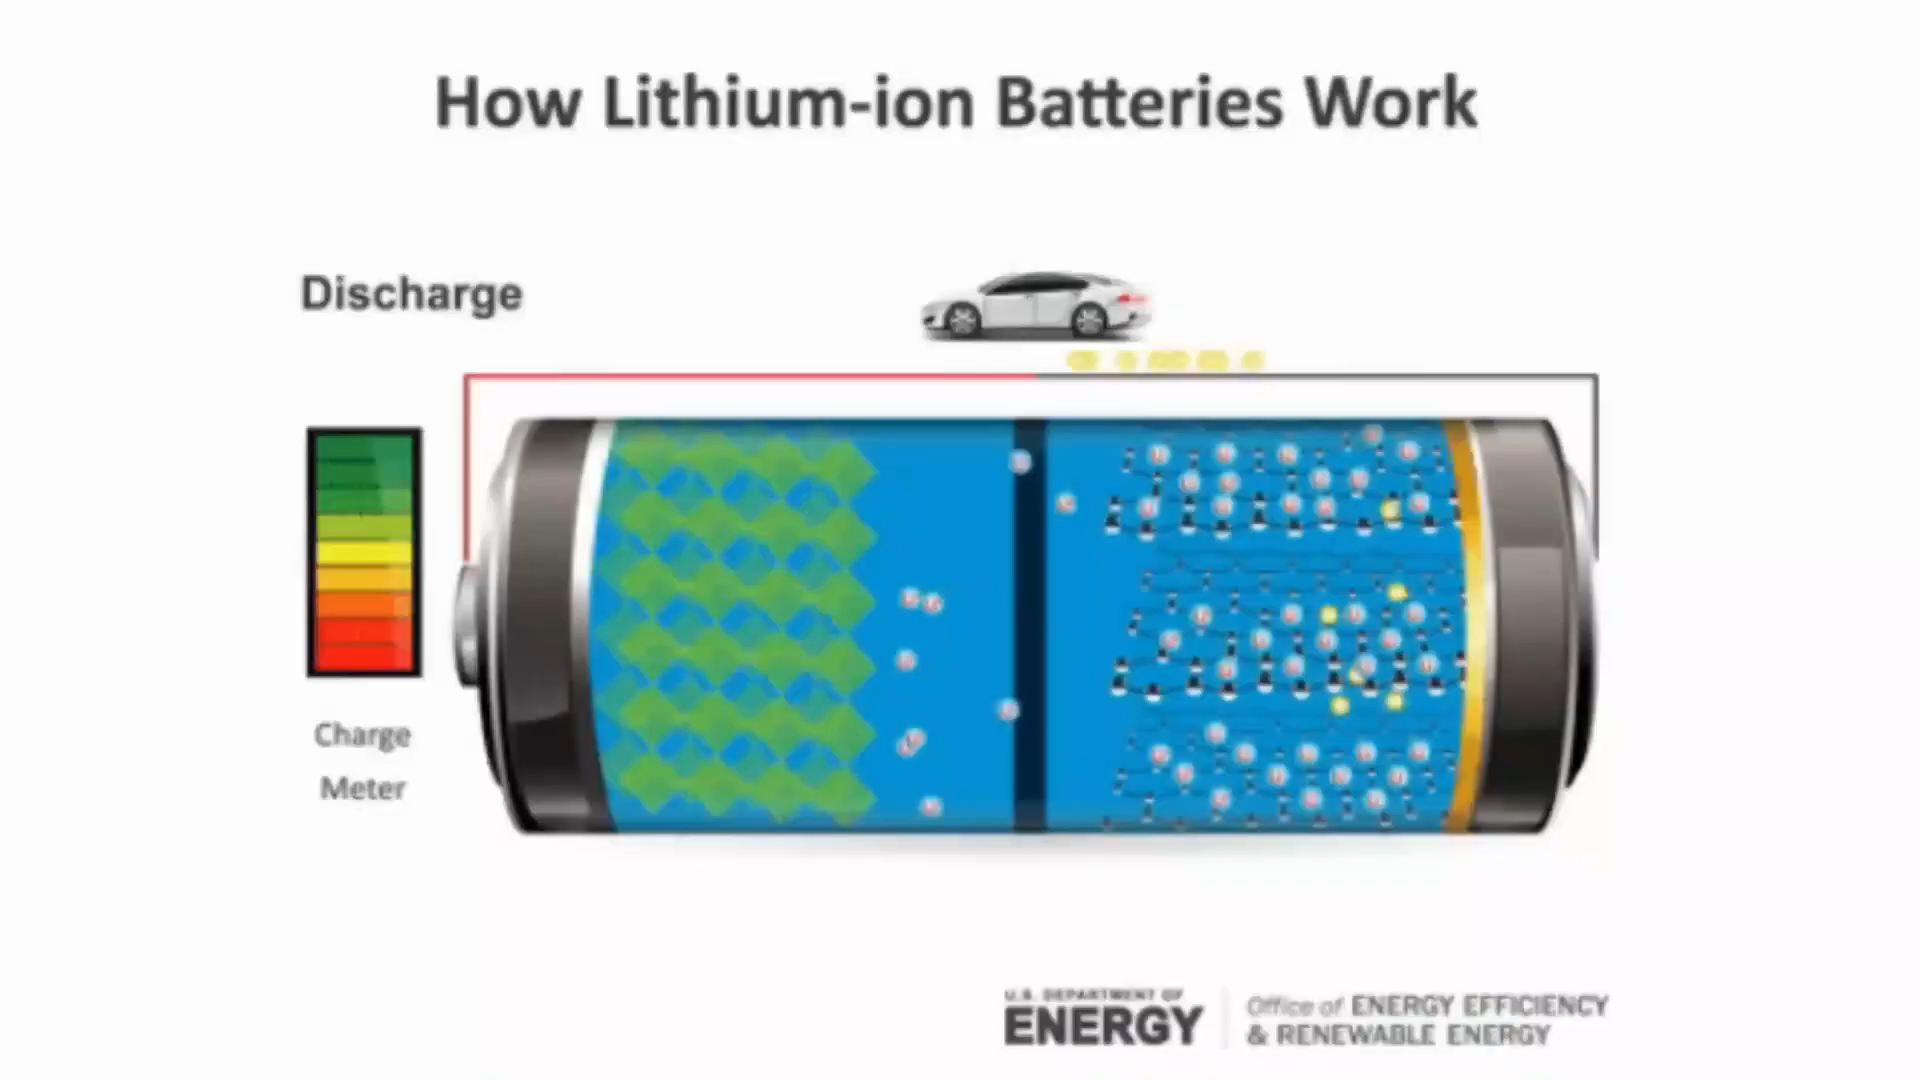 How Lithium-ion Batteries Work
Discharge
Charge
Meter
U.S. DEPARTMENT OF
ENERGY
Office of ENERGY EFFICIENCY
& RENEWABLE ENERGY